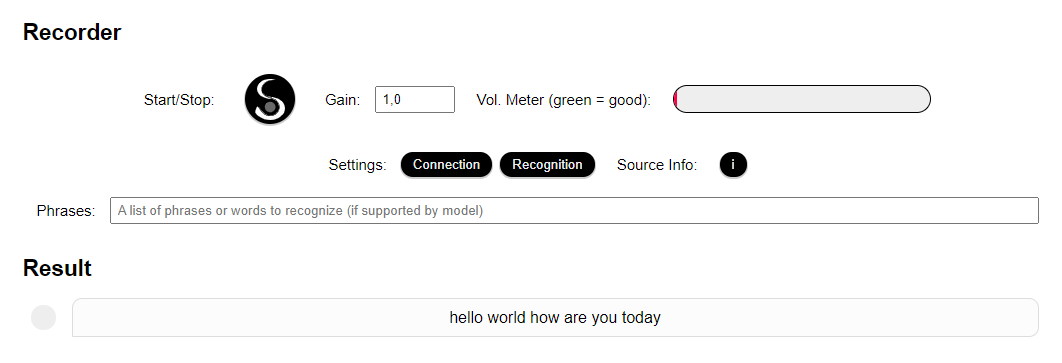 Recorder
Start/Stop: Gain: 1,0 Vol. Meter (green = good):
Settings: Connection Recognition Source Info: i
Phrases: A list of phrases or words to recognize (if supported by model)
Result
hello world how are you today